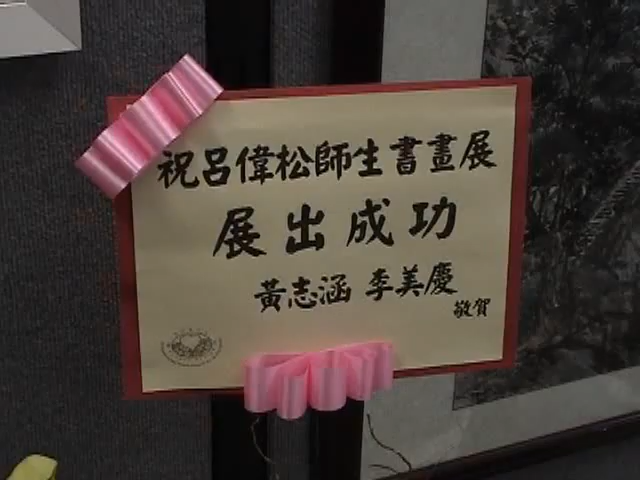 祝呂偉松師生書畫展
展出成功
黃志涵 李美慶
敬賀